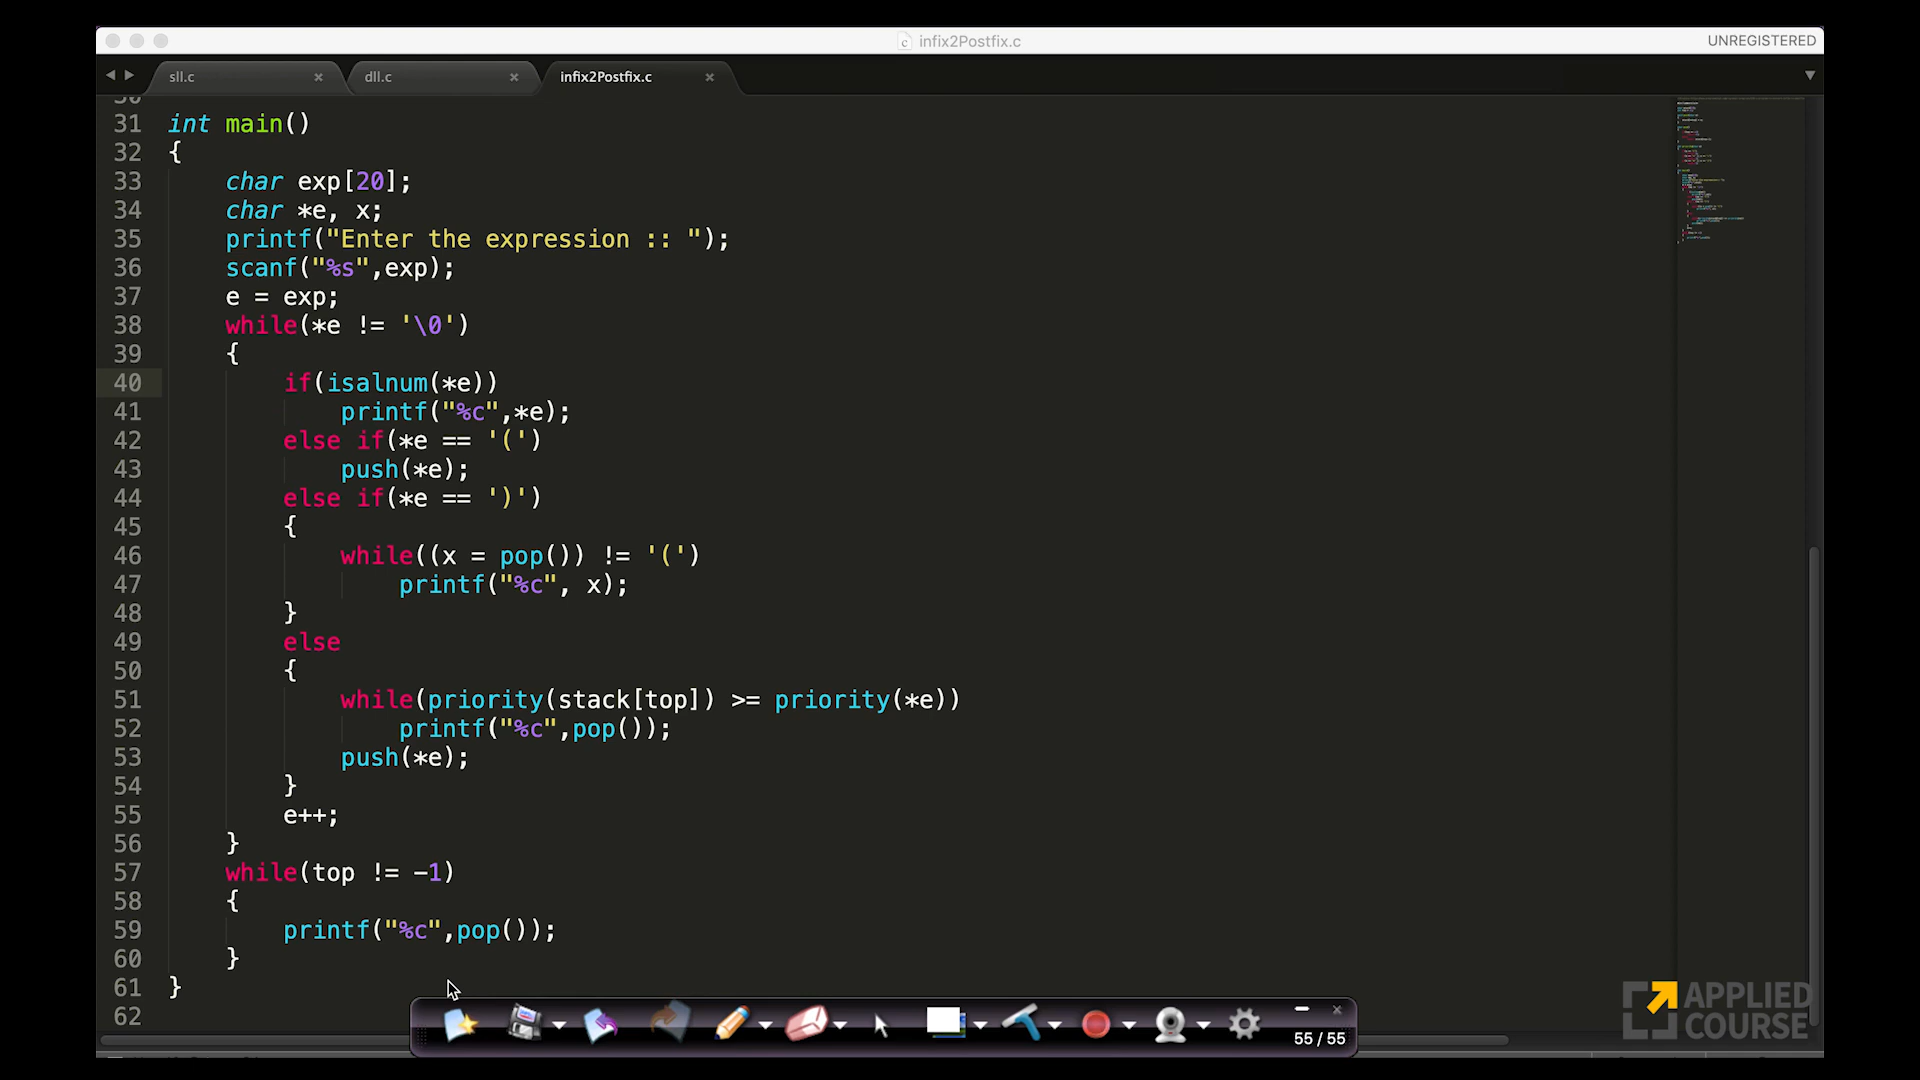 infix2Postfix.c
UNREGISTERED
sll.c
dll.c
infix2Postfix.c
31 int main()
32 {
33 char exp[20];
34 char *e, x;
35 printf("Enter the expression :: ");
36 scanf("%s",exp);
37 e = exp;
38 while(*e != '\0')
39 {
40 if(isalnum(*e))
41 printf("%c",*e);
42 else if(*e == '(')
43 push(*e);
44 else if(*e == ')')
45 {
46 while((x = pop()) != '(')
47 printf("%c", x);
48 }
49 else
50 {
51 while(priority(stack[top]) >= priority(*e))
52 printf("%c",pop());
53 push(*e);
54 }
55 e++;
56 }
57 while(top != -1)
58 {
59 printf("%c",pop());
60 }
61 }
62
55 / 55
APPLIED
COURSE